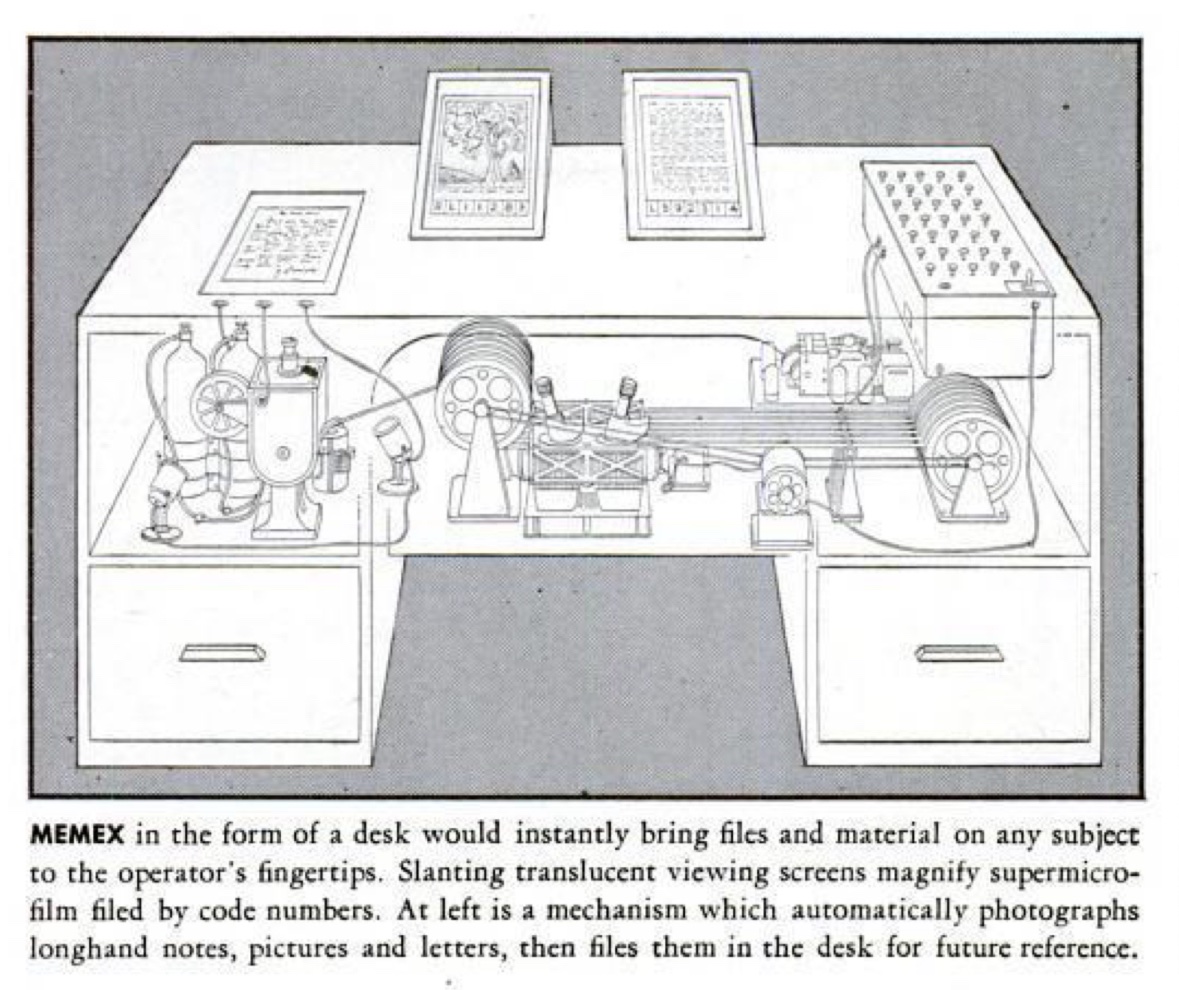 MEMEX in the form of a desk would instantly bring files and material on any subject
to the operator's fingertips. Slanting translucent viewing screens magnify supermicro-
film filed by code numbers. At left is a mechanism which automatically photographs
longhand notes, pictures and letters, then files them in the desk for future reference.